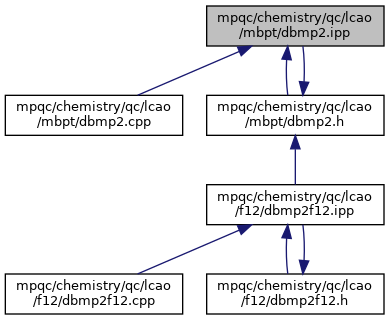 mpqc/chemistry/qc/lcao
/mbpt/dbmp2.ipp
mpqc/chemistry/qc/lcao
/mbpt/dbmp2.cpp
mpqc/chemistry/qc/lcao
/mbpt/dbmp2.h
mpqc/chemistry/qc/lcao
/f12/dbmp2f12.ipp
mpqc/chemistry/qc/lcao
/f12/dbmp2f12.cpp
mpqc/chemistry/qc/lcao
/f12/dbmp2f12.h